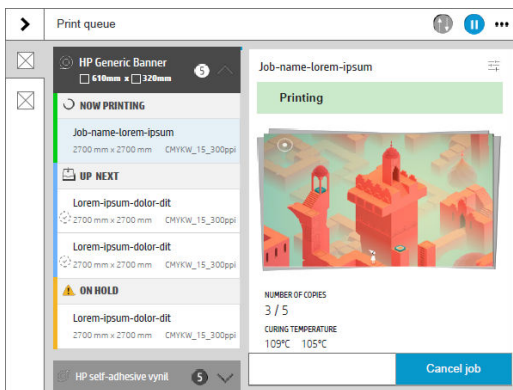 Print queue
HP Generic Banner
610mm x 320mm
5
NOW PRINTING
Job-name-lorem-ipsum
2700 mm x 2700 mm CMYKW_15_300ppi
UP NEXT
Lorem-ipsum-dolor-dit
2700 mm x 2700 mm CMYKW_15_300ppi
Lorem-ipsum-dolor-dit
2700 mm x 2700 mm CMYKW_15_300ppi
ON HOLD
Lorem-ipsum-dolor-dit
2700 mm x 2700 mm CMYKW_15_300ppi
HP self-adhesive vynil 5
Job-name-lorem-ipsum
Printing
NUMBER OF COPIES
3 / 5
CURING TEMPERATURE
109°C 105°C
Cancel job